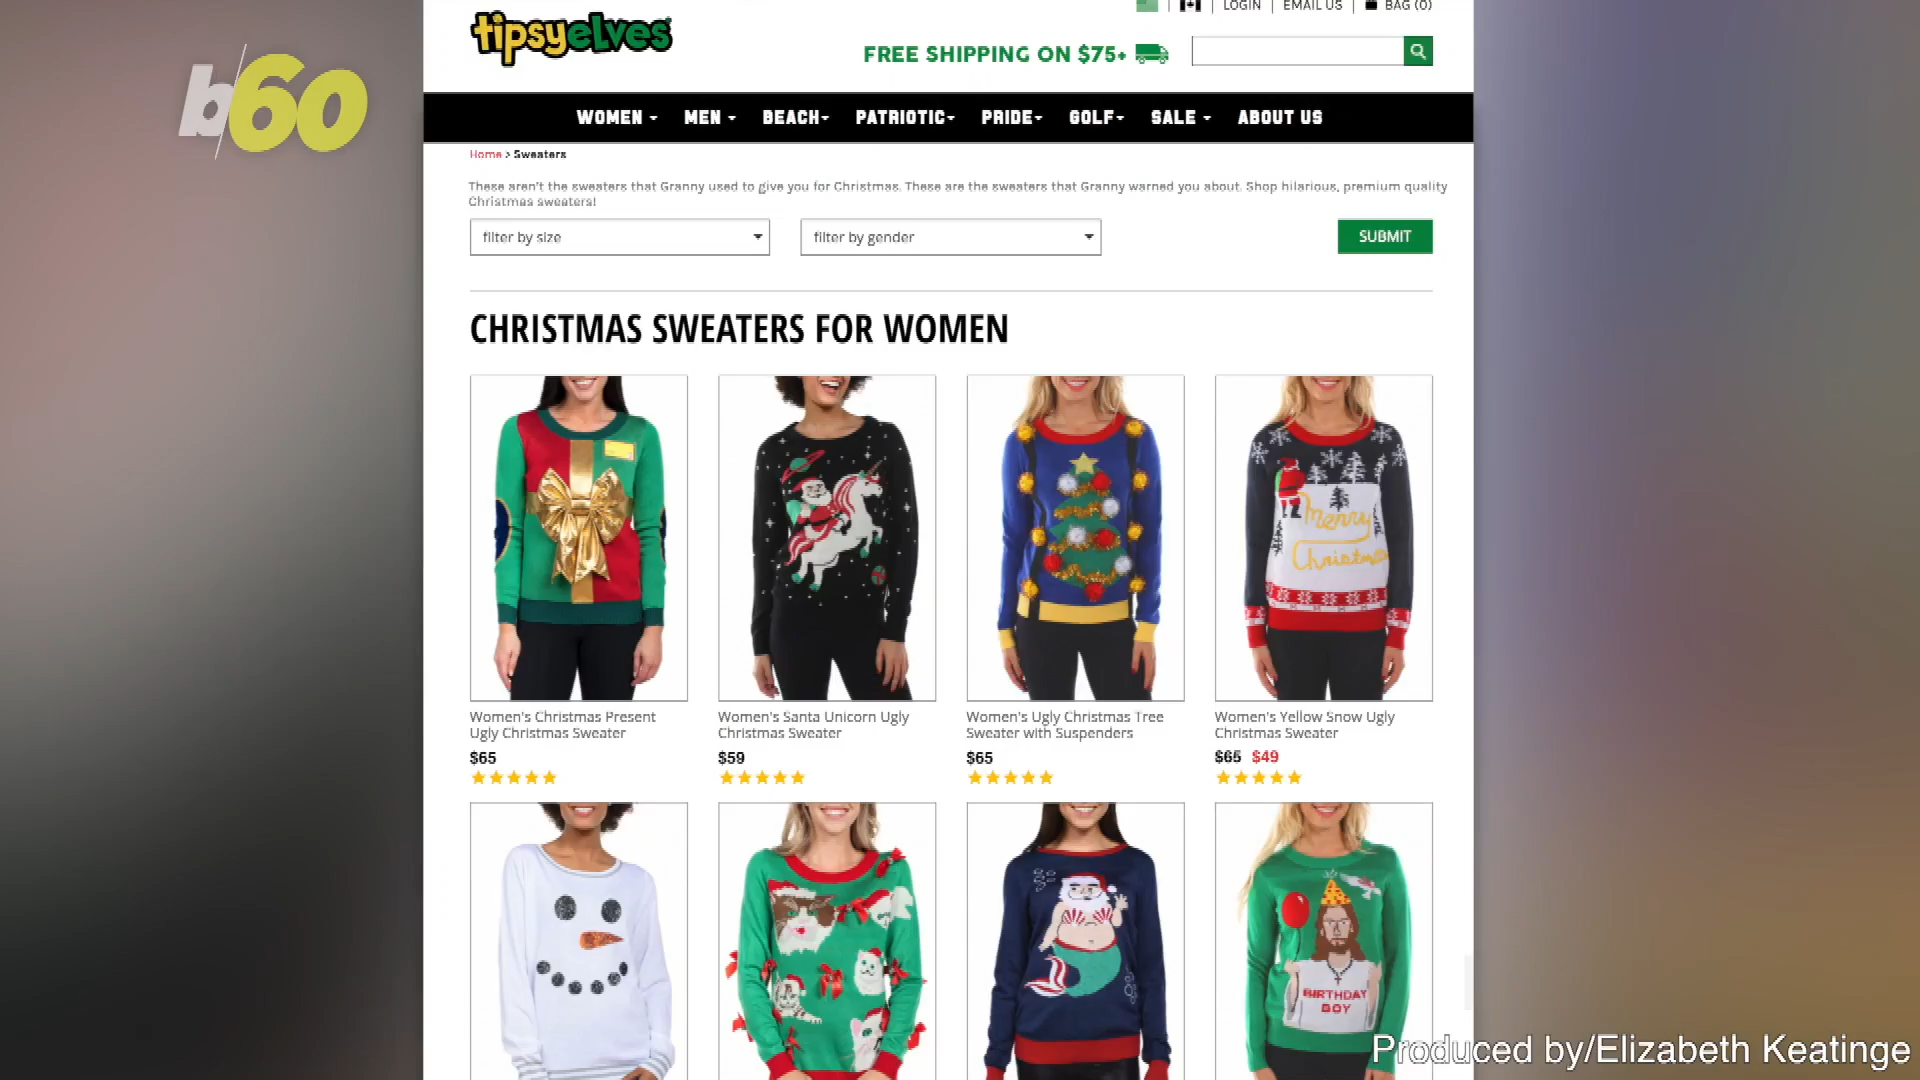 tipsyelves
LOGIN | EMAIL US | BAG (0)
b/60
FREE SHIPPING ON $75+
WOMEN MEN BEACH PATRIOTIC PRIDE GOLF SALE ABOUT US
Home > Sweaters
These aren't the sweaters that Granny used to give you for Christmas. These are the sweaters that Granny warned you about. Shop hilarious, premium quality
Christmas sweaters!
filter by size
filter by gender
SUBMIT
CHRISTMAS SWEATERS FOR WOMEN
Merry
Christmas
Women's Christmas Present
Ugly Christmas Sweater
$65
Women's Santa Unicorn Ugly
Christmas Sweater
$59
Women's Ugly Christmas Tree
Sweater with Suspenders
$65
Women's Yellow Snow Ugly
Christmas Sweater
$65 $49
BIRTHDAY
BOY
Produced by/Elizabeth Keatinge